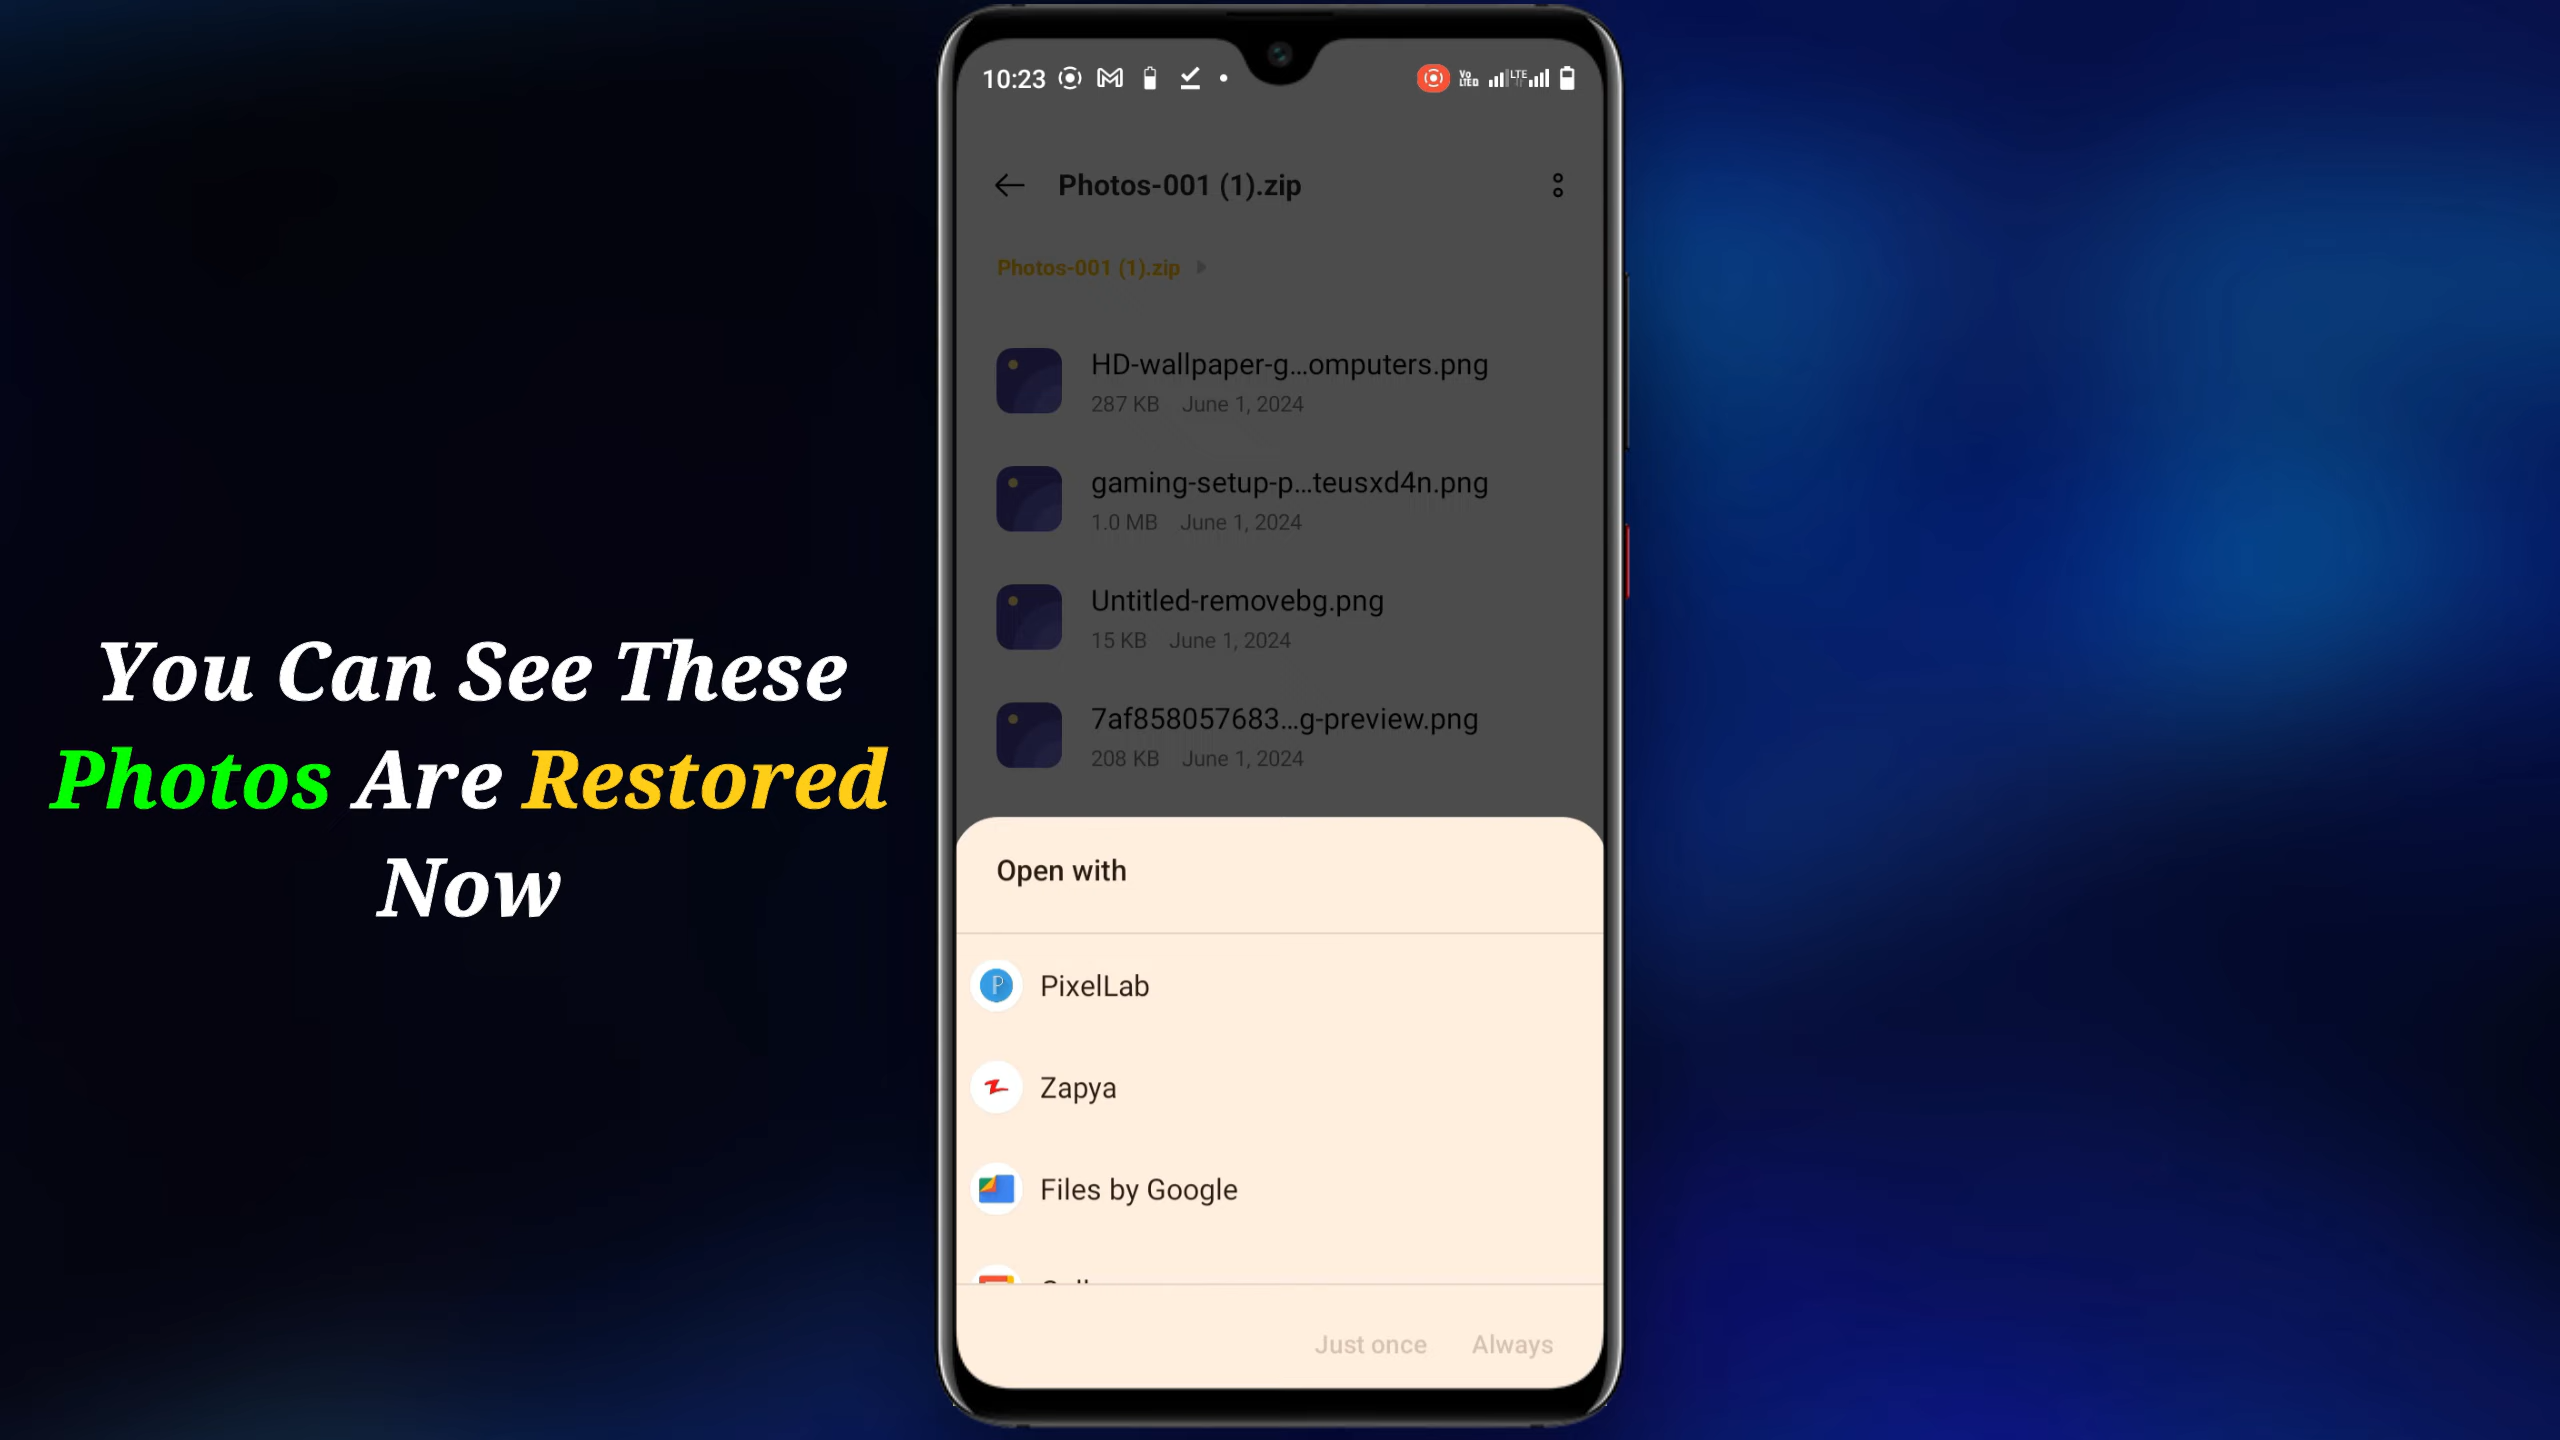 You Can See These
Photos Are Restored
Now
10:23
LTE
Photos-001 (1).zip
Photos-001 (1).zip
HD-wallpaper-g...omputers.png
287 KB June 1, 2024
gaming-setup-p...teusxd4n.png
1.0 MB June 1, 2024
Untitled-removebg.png
15 KB June 1, 2024
7af858057683...g-preview.png
208 KB June 1, 2024
Open with
PixelLab
Zapya
Files by Google
Just once Always